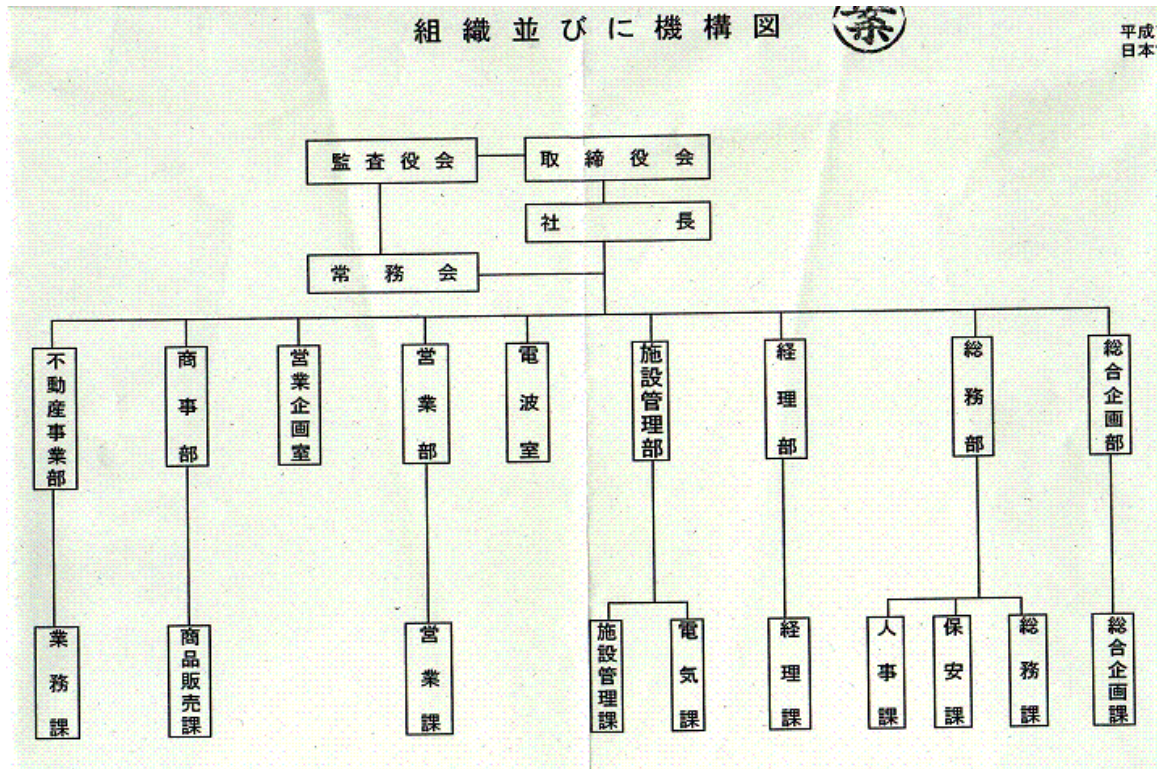 組織並びに機構図
平成
日本
監査役会
取締役会
社長
常務会
不動産事業部
商事部
営業企画室
営業部
電波室
施設管理部
経理部
総務部
総合企画部
業務課
商品販売課
営業課
施設管理課
電気課
経理課
人事課
保安課
総務課
総合企画課